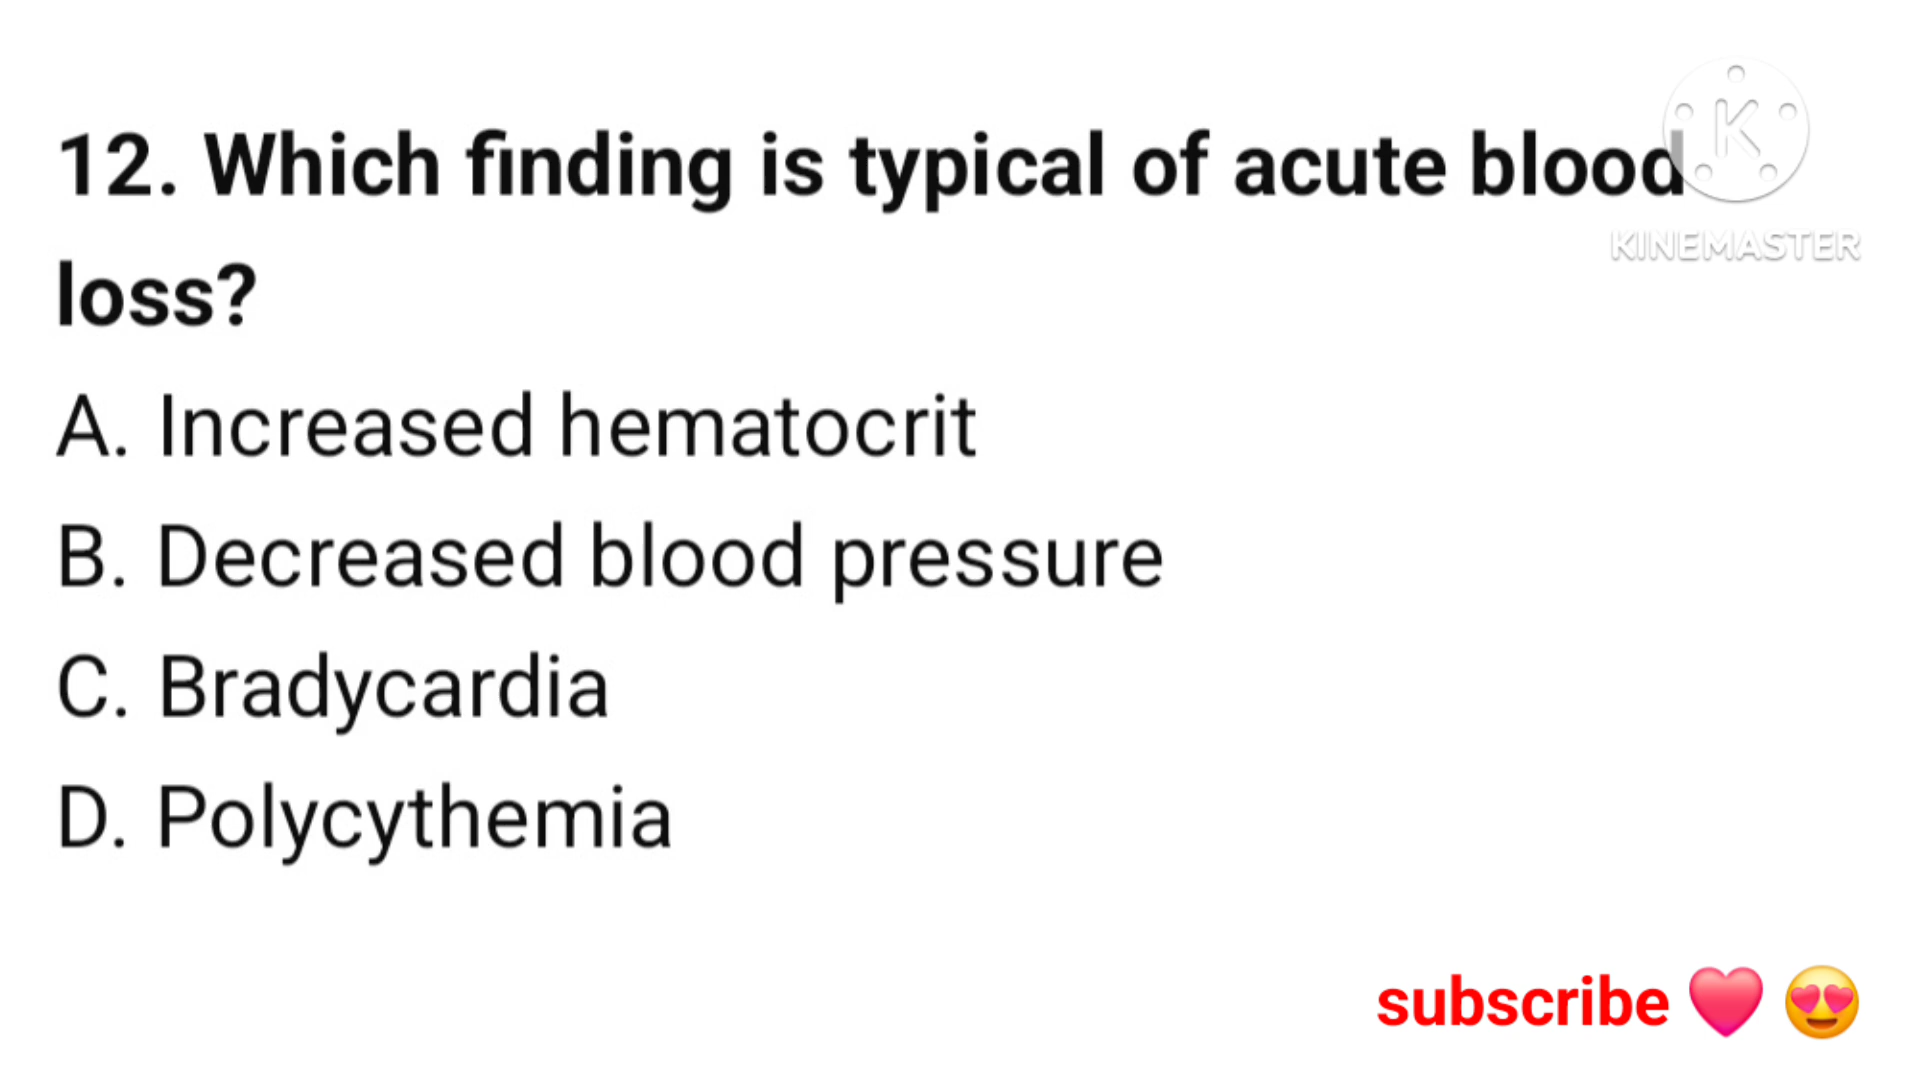 12. Which finding is typical of acute blood
loss?
A. Increased hematocrit
B. Decreased blood pressure
C. Bradycardia
D. Polycythemia
K
KINEMASTER
subscribe ❤️ 😍